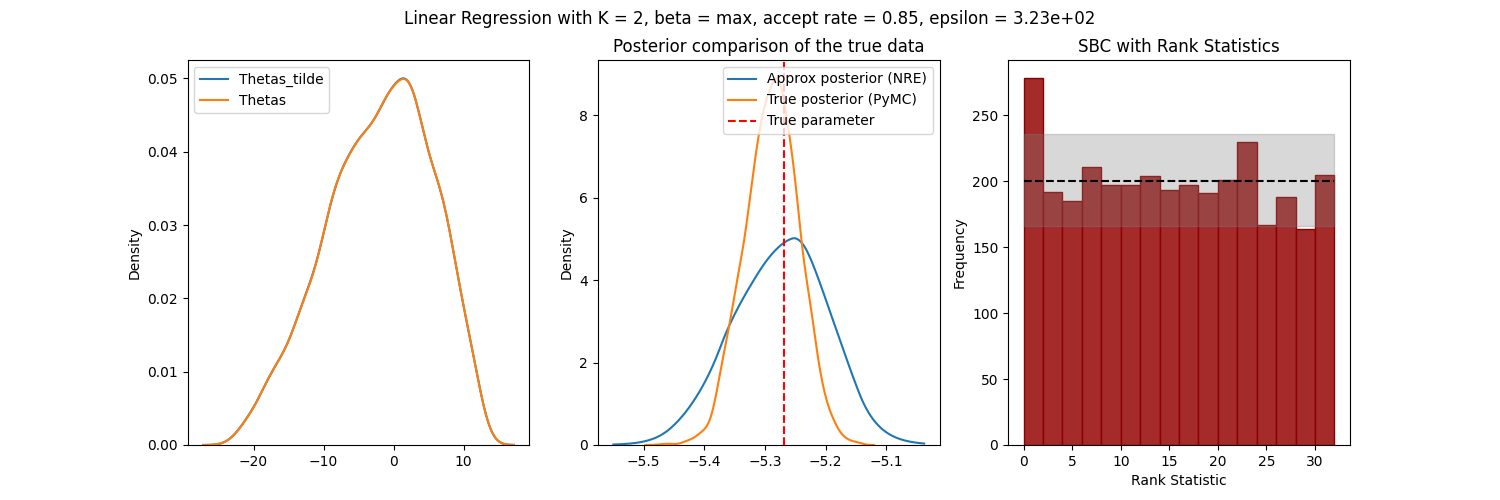 Linear Regression with K = 2, beta = max, accept rate = 0.85, epsilon = 3.23e+02
Density
0.05
0.04
0.03
0.02
0.01
0.00
−20
−10
0
10
Thetas_tilde
Thetas
Posterior comparison of the true data
Density
8
6
4
2
0
−5.5
−5.4
−5.3
−5.2
−5.1
Approx posterior (NRE)
True posterior (PyMC)
True parameter
SBC with Rank Statistics
Frequency
250
200
150
100
50
0
0
5
10
15
20
25
30
Rank Statistic